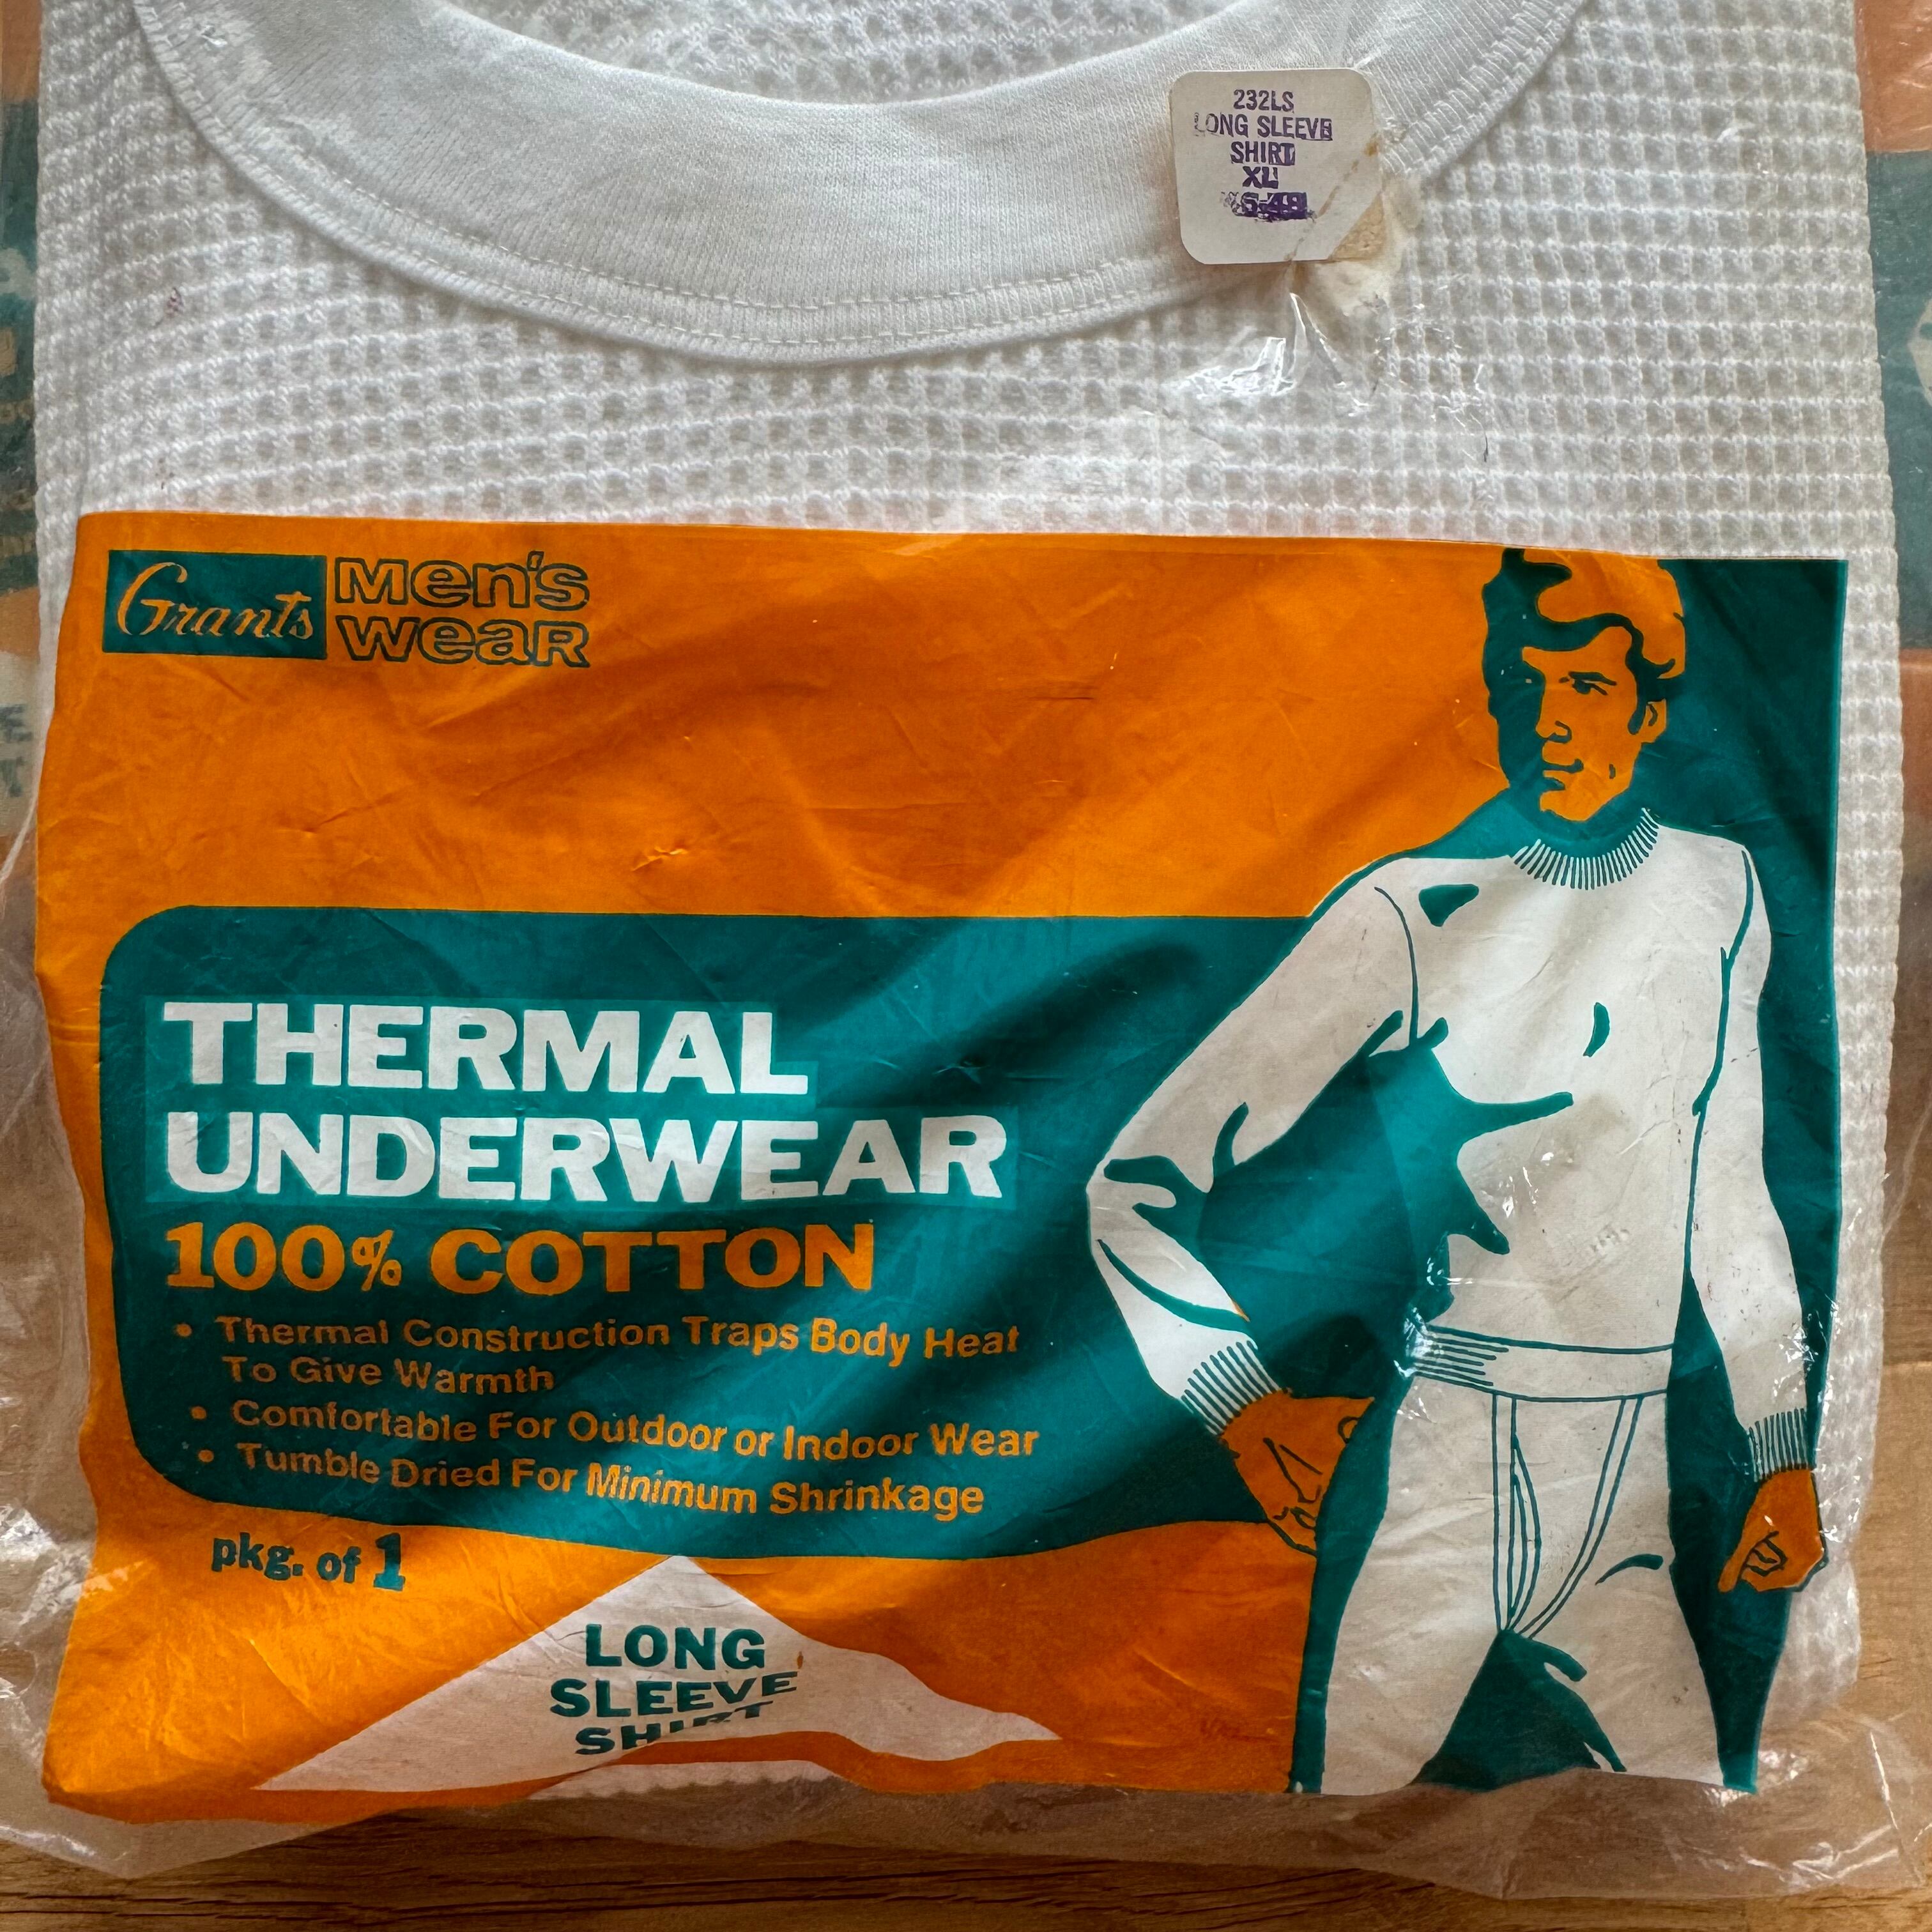 232LS
LONG SLEEVE
SHIRT
XL
Grants Men's
Wear
THERMAL
UNDERWEAR
100% COTTON
• Thermal Construction Traps Body Heat
To Give Warmth
• Comfortable For Outdoor or Indoor Wear
• Tumble Dried For Minimum Shrinkage
pkg. of 1
LONG
SLEEVE
SHIRT